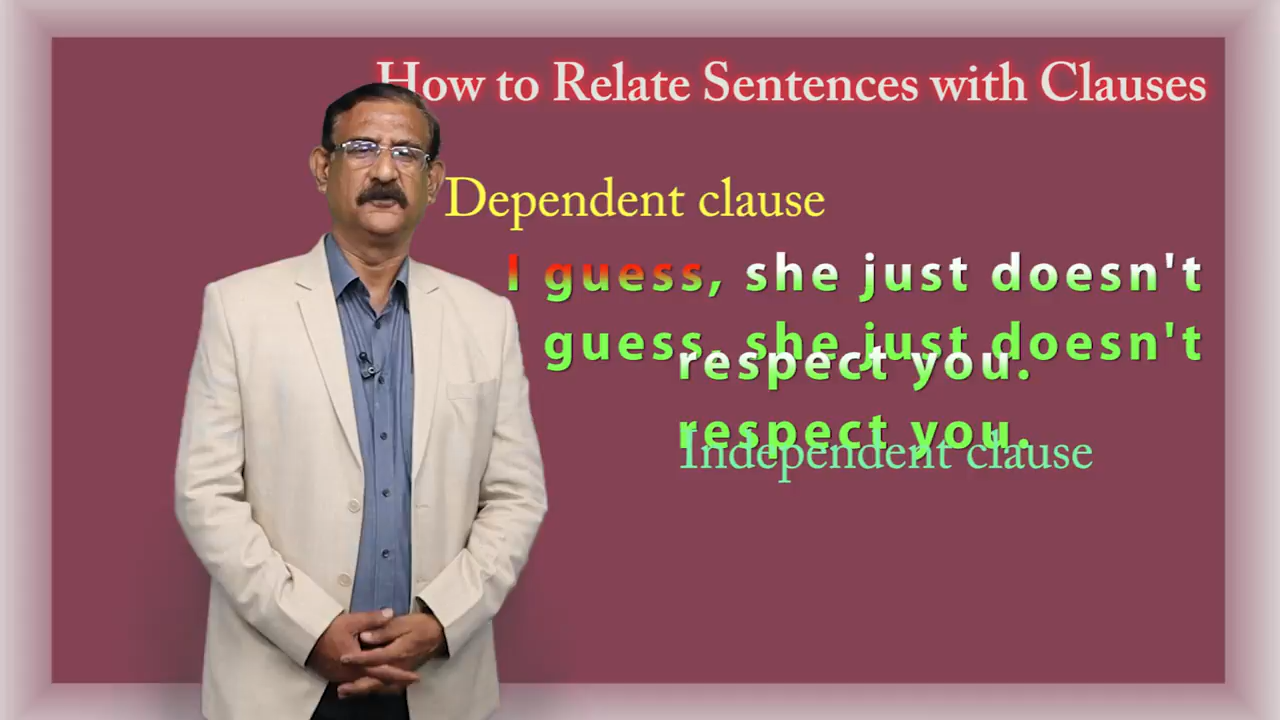 How to Relate Sentences with Clauses
Dependent clause
I guess, she just doesn't
guess, she just doesn't
respect you.
respect you.
Independent clause